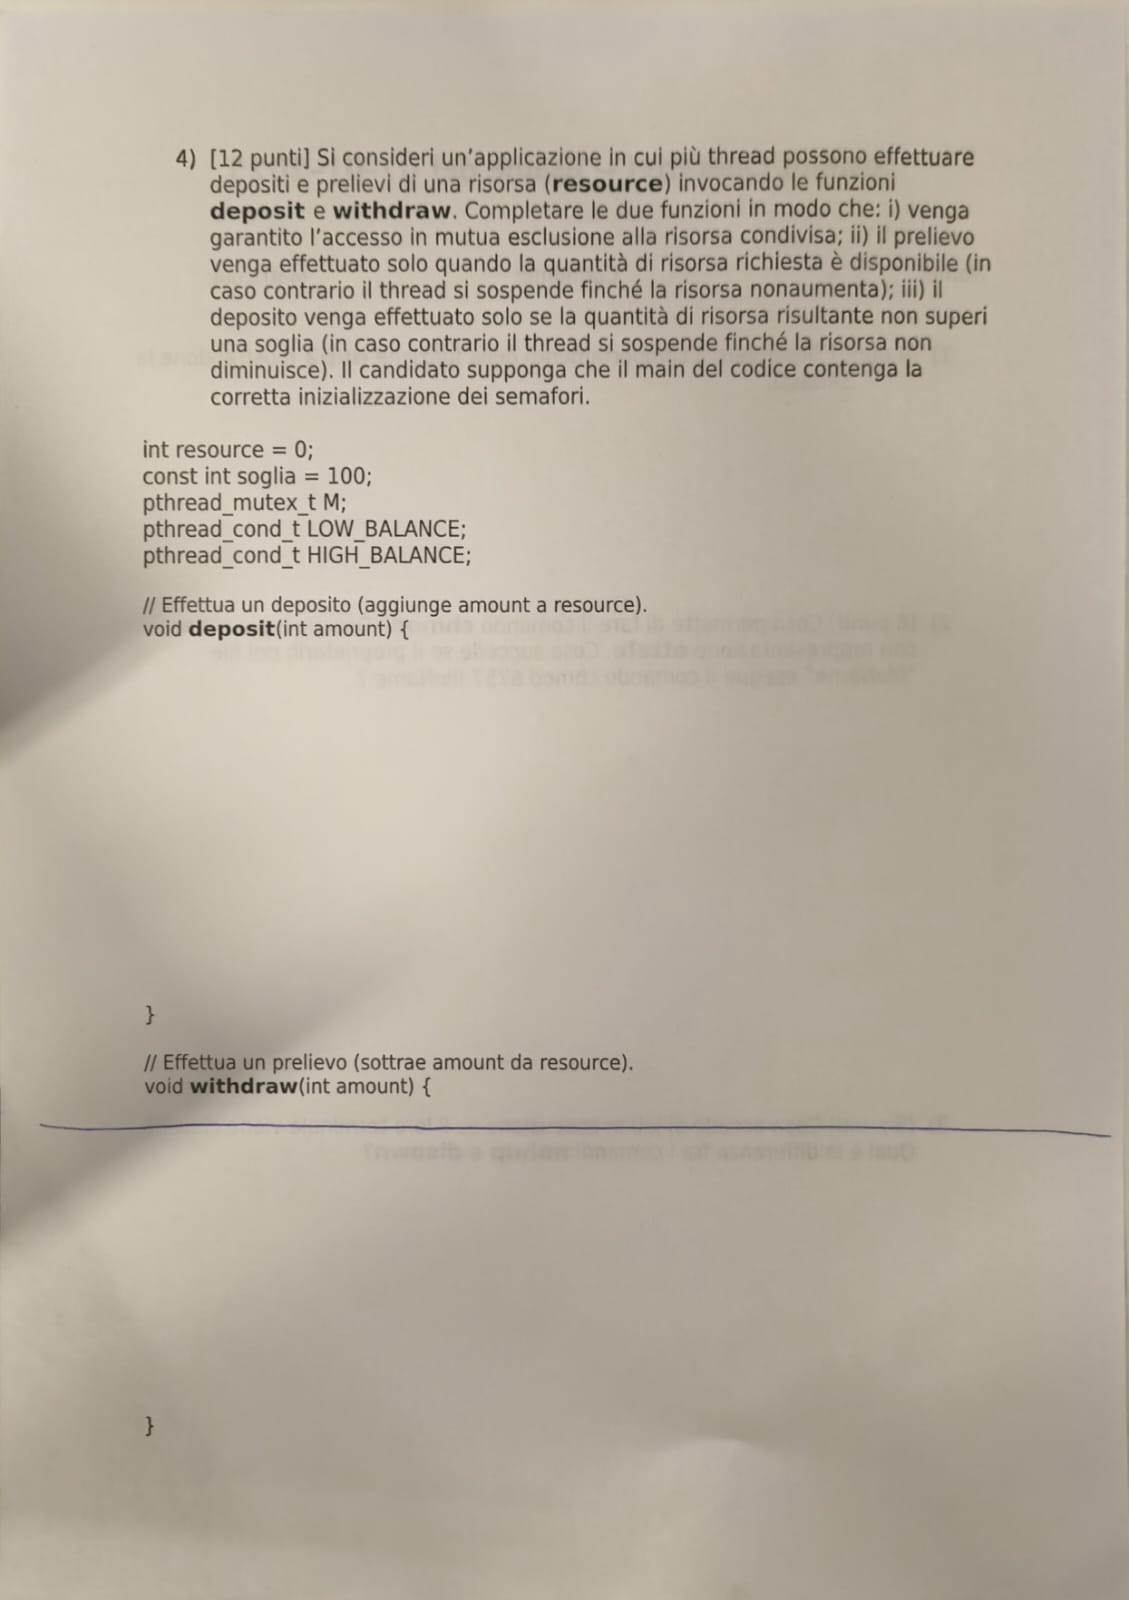 4) [12 punti] Si consideri un'applicazione in cui più thread possono effettuare
depositi e prelievi di una risorsa (resource) invocando le funzioni
deposit e withdraw. Completare le due funzioni in modo che: i) venga
garantito l'accesso in mutua esclusione alla risorsa condivisa; ii) il prelievo
venga effettuato solo quando la quantità di risorsa richiesta è disponibile (in
caso contrario il thread si sospende finché la risorsa nonaumenta); iii) il
deposito venga effettuato solo se la quantità di risorsa risultante non superi
una soglia (in caso contrario il thread si sospende finché la risorsa non
diminuisce). Il candidato supponga che il main del codice contenga la
corretta inizializzazione dei semafori.
int resource = 0;
const int soglia = 100;
pthread_mutex_t M;
pthread_cond_t LOW_BALANCE;
pthread_cond_t HIGH_BALANCE;
// Effettua un deposito (aggiunge amount a resource).
void deposit(int amount) {
}
// Effettua un prelievo (sottrae amount da resource).
void withdraw(int amount) {
}